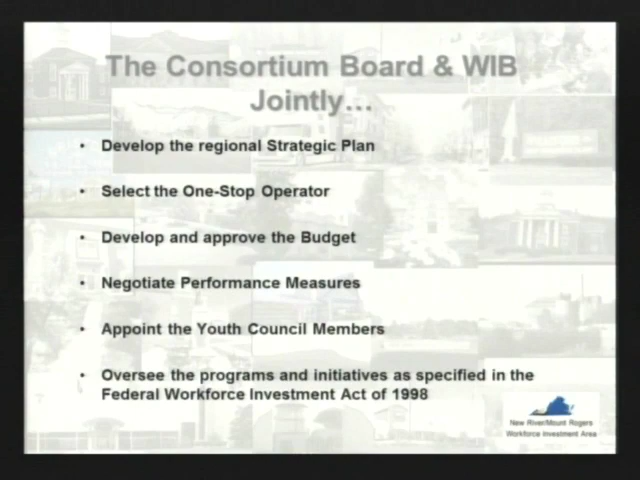 The Consortium Board & WIB
Jointly…
• Develop the regional Strategic Plan
• Select the One-Stop Operator
• Develop and approve the Budget
• Negotiate Performance Measures
• Appoint the Youth Council Members
• Oversee the programs and initiatives as specified in the
Federal Workforce Investment Act of 1998
New River/Mount Rogers
Workforce Investment Area